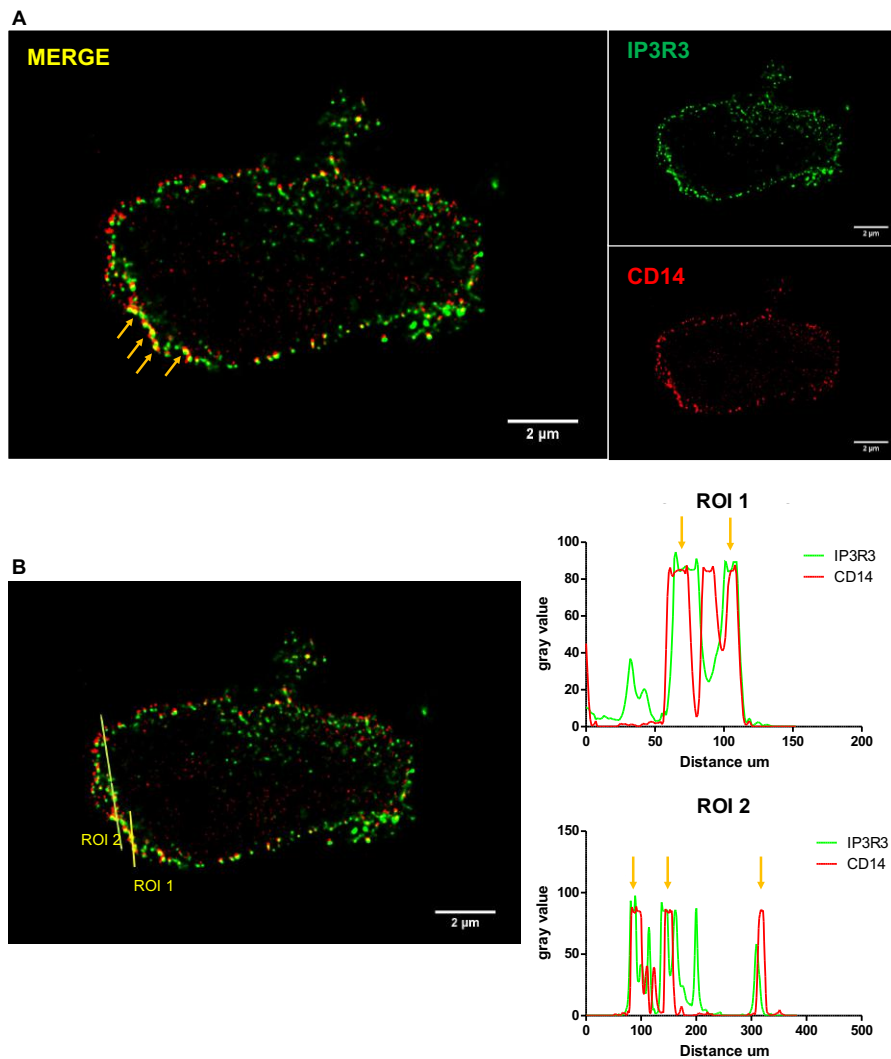 A
MERGE
2 µm
IP3R3
2 µm
CD14
2 µm
B
ROI 2
ROI 1
2 µm
ROI 1
IP3R3
CD14
gray value
100
80
60
40
20
0
0 50 100 150 200
Distance um
ROI 2
IP3R3
CD14
gray value
150
100
50
0
0 100 200 300 400 500
Distance um